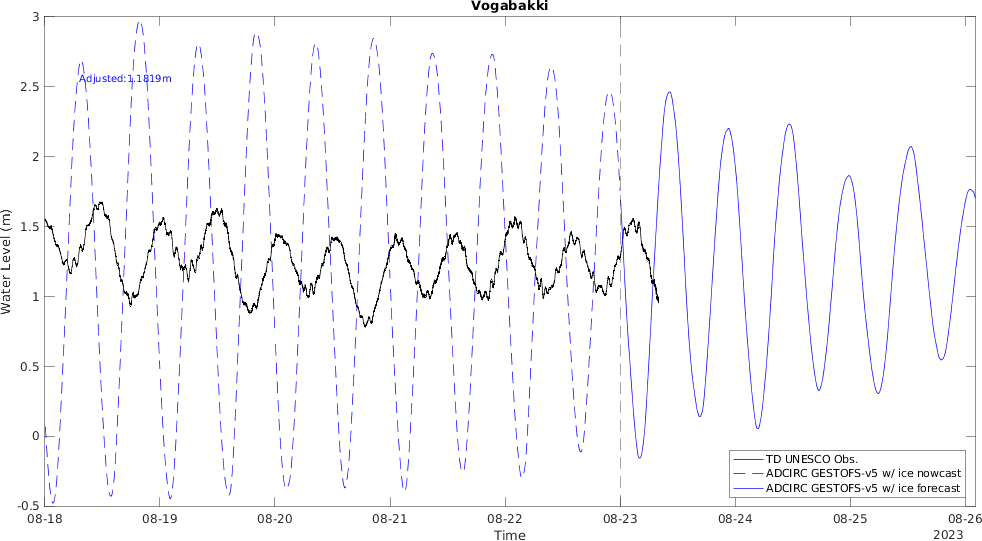 Vogabakki
3
2.5
2
1.5
1
0.5
0
-0.5
Water Level (m)
Adjusted:1.1819m
TD UNESCO Obs.
ADCIRC GESTOFS-v5 w/ ice nowcast
ADCIRC GESTOFS-v5 w/ ice forecast
08-18 08-19 08-20 08-21 08-22 08-23 08-24 08-25 08-26
Time
2023